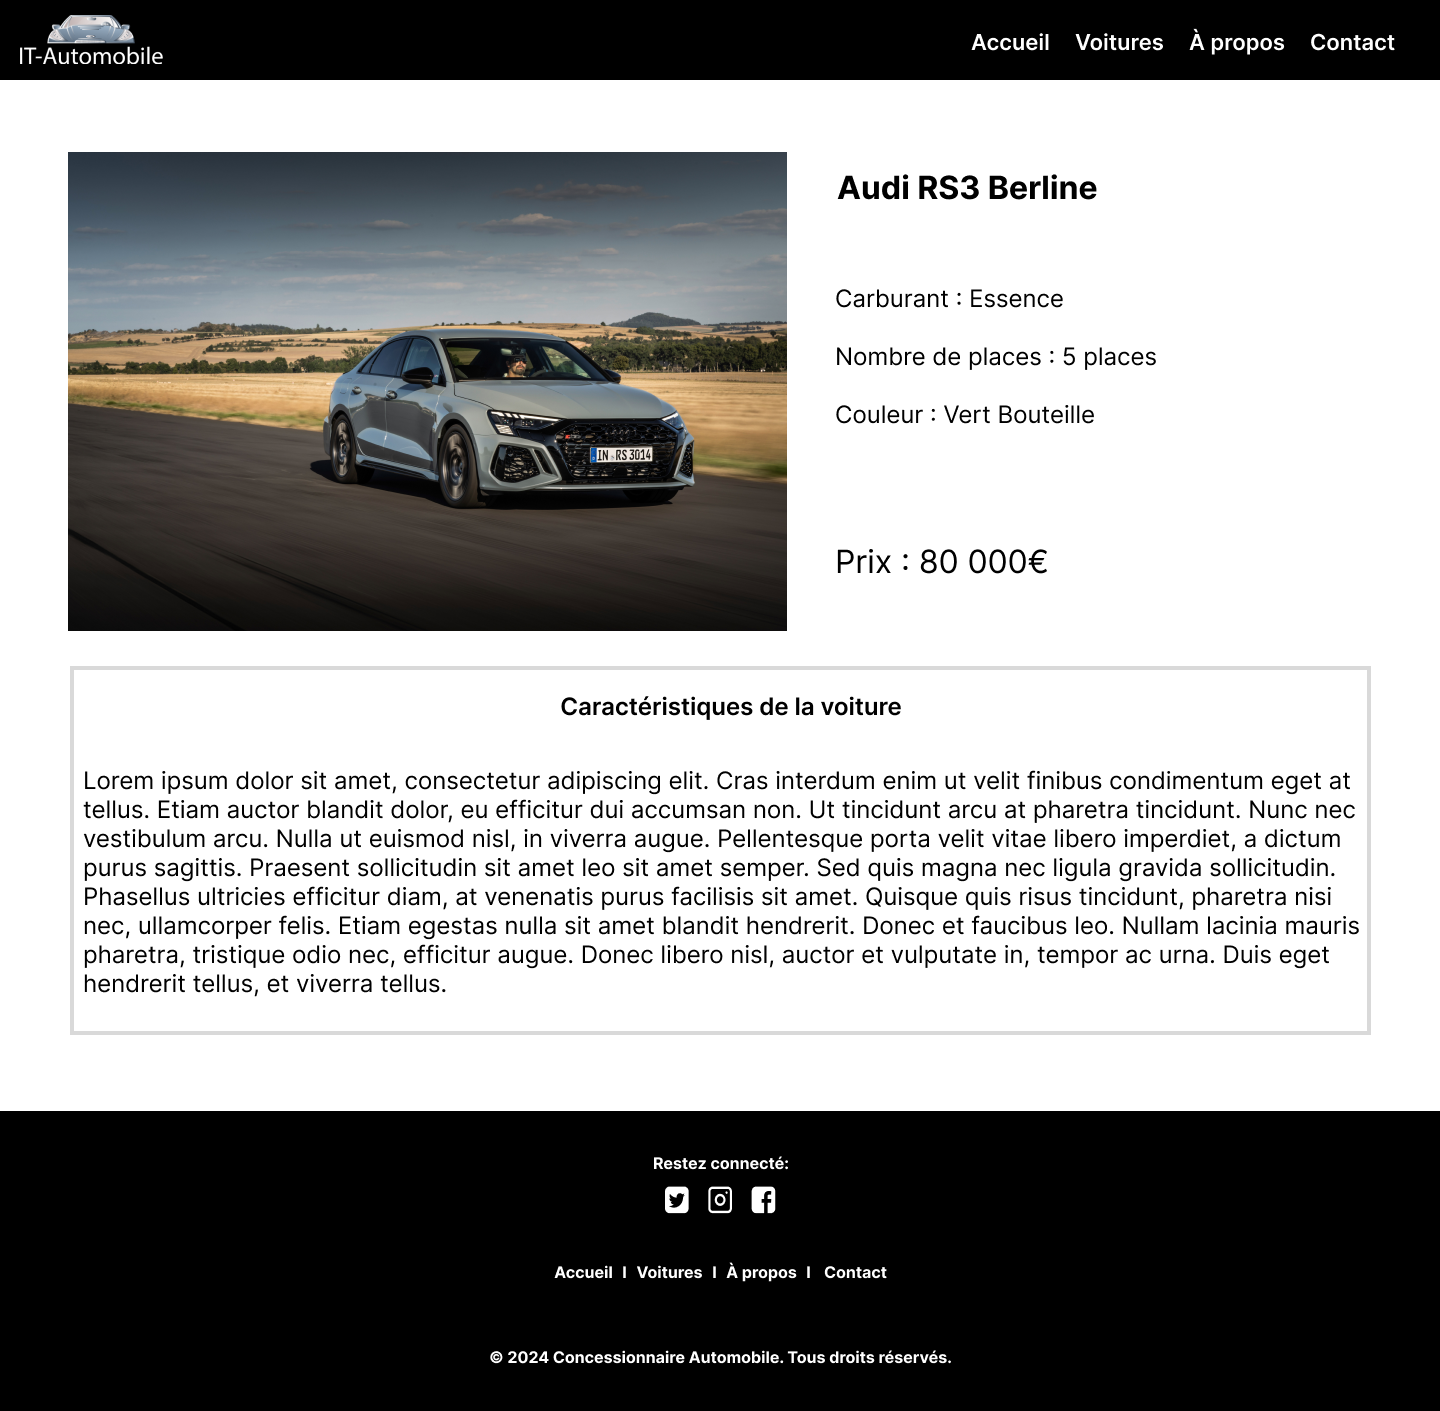 IT-Automobile
Accueil Voitures À propos Contact
Audi RS3 Berline
Carburant : Essence
Nombre de places : 5 places
Couleur : Vert Bouteille
IN RS 3014
Prix : 80 000€
Caractéristiques de la voiture
Lorem ipsum dolor sit amet, consectetur adipiscing elit. Cras interdum enim ut velit finibus condimentum eget at
tellus. Etiam auctor blandit dolor, eu efficitur dui accumsan non. Ut tincidunt arcu at pharetra tincidunt. Nunc nec
vestibulum arcu. Nulla ut euismod nisl, in viverra augue. Pellentesque porta velit vitae libero imperdiet, a dictum
purus sagittis. Praesent sollicitudin sit amet leo sit amet semper. Sed quis magna nec ligula gravida sollicitudin.
Phasellus ultricies efficitur diam, at venenatis purus facilisis sit amet. Quisque quis risus tincidunt, pharetra nisi
nec, ullamcorper felis. Etiam egestas nulla sit amet blandit hendrerit. Donec et faucibus leo. Nullam lacinia mauris
pharetra, tristique odio nec, efficitur augue. Donec libero nisl, auctor et vulputate in, tempor ac urna. Duis eget
hendrerit tellus, et viverra tellus.
Restez connecté:
Accueil I Voitures I À propos I Contact
© 2024 Concessionnaire Automobile. Tous droits réservés.